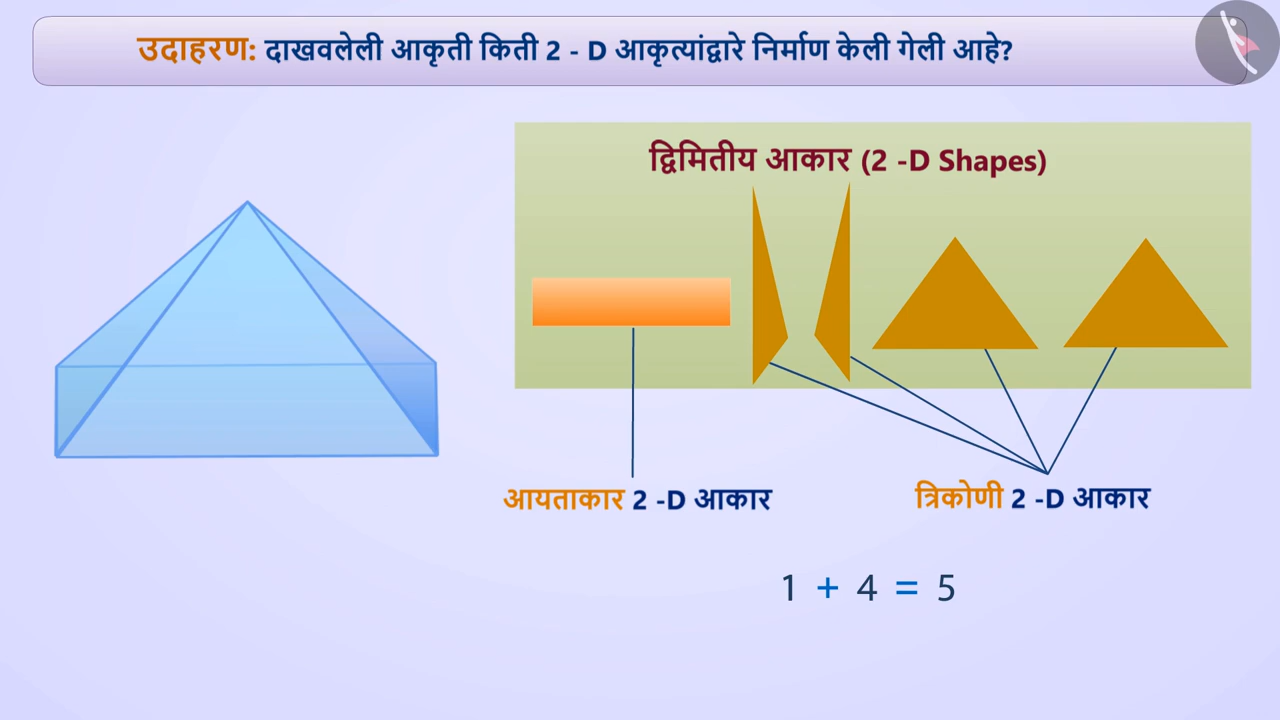 उदाहरण: दाखवलेली आकृती किती 2 - D आकृत्यांद्वारे निर्माण केली गेली आहे?
द्विमितीय आकार (2 -D Shapes)
आयताकार 2 -D आकार
त्रिकोणी 2 -D आकार
1 + 4 = 5